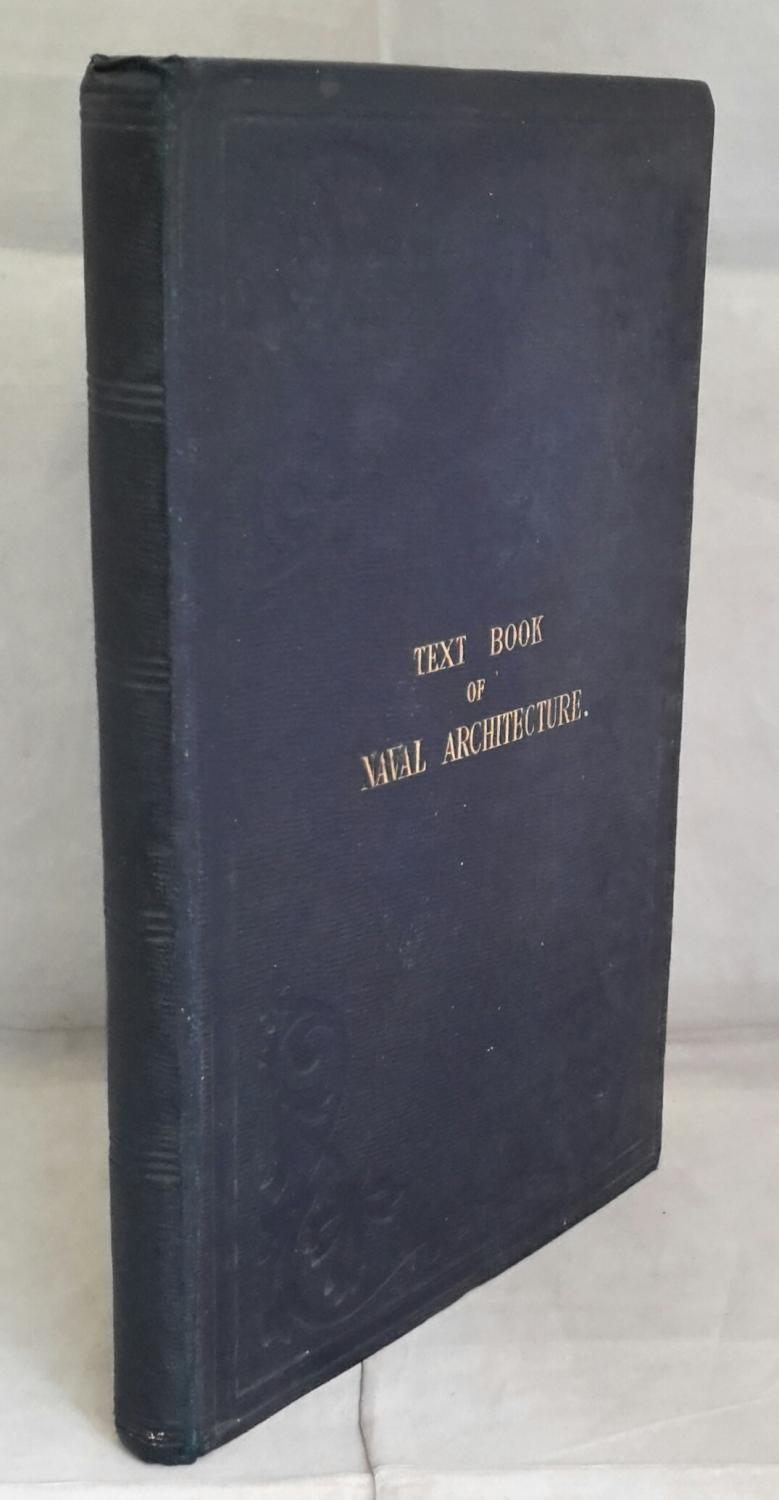 TEXT BOOK
OF
NAVAL ARCHITECTURE.